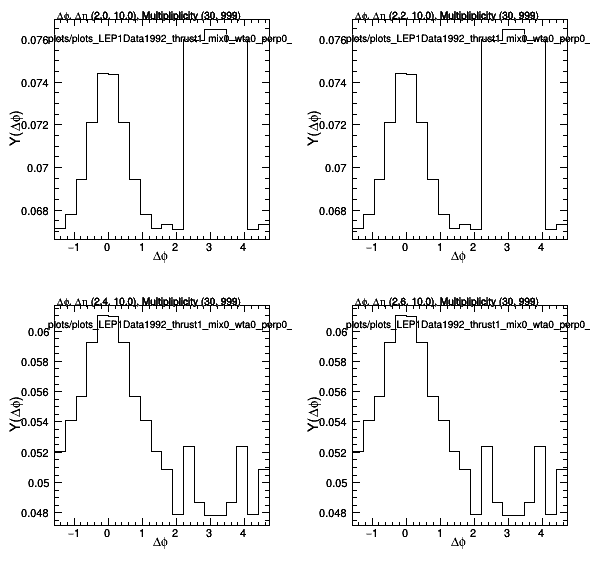 Δϕ, Δη (2.0, 10.0), Multipliplicity (30, 999)
plots/plots_LEP1Data1992_thrust1_mix0_wta0_perp0_
0.076
0.074
0.072
0.07
0.068
Y(Δϕ)
−1 0 1 2 3 4
Δϕ
Δϕ, Δη (2.2, 10.0), Multipliplicity (30, 999)
plots/plots_LEP1Data1992_thrust1_mix0_wta0_perp0_
0.076
0.074
0.072
0.07
0.068
Y(Δϕ)
−1 0 1 2 3 4
Δϕ
Δϕ, Δη (2.4, 10.0), Multipliplicity (30, 999)
plots/plots_LEP1Data1992_thrust1_mix0_wta0_perp0_
0.06
0.058
0.056
0.054
0.052
0.05
0.048
Y(Δϕ)
−1 0 1 2 3 4
Δϕ
Δϕ, Δη (2.6, 10.0), Multipliplicity (30, 999)
plots/plots_LEP1Data1992_thrust1_mix0_wta0_perp0_
0.06
0.058
0.056
0.054
0.052
0.05
0.048
Y(Δϕ)
−1 0 1 2 3 4
Δϕ